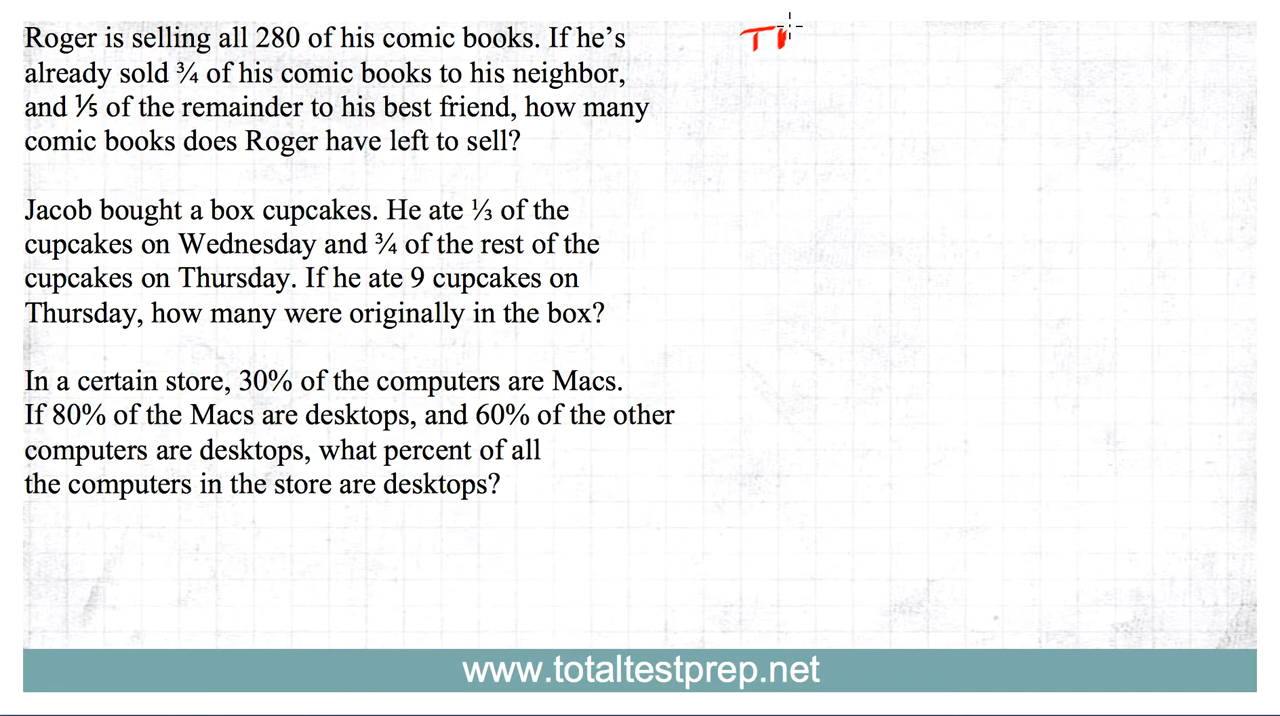 Roger is selling all 280 of his comic books. If he’s
already sold ¾ of his comic books to his neighbor,
and ⅕ of the remainder to his best friend, how many
comic books does Roger have left to sell?
Jacob bought a box cupcakes. He ate ⅓ of the
cupcakes on Wednesday and ¾ of the rest of the
cupcakes on Thursday. If he ate 9 cupcakes on
Thursday, how many were originally in the box?
In a certain store, 30% of the computers are Macs.
If 80% of the Macs are desktops, and 60% of the other
computers are desktops, what percent of all
the computers in the store are desktops?
www.totaltestprep.net